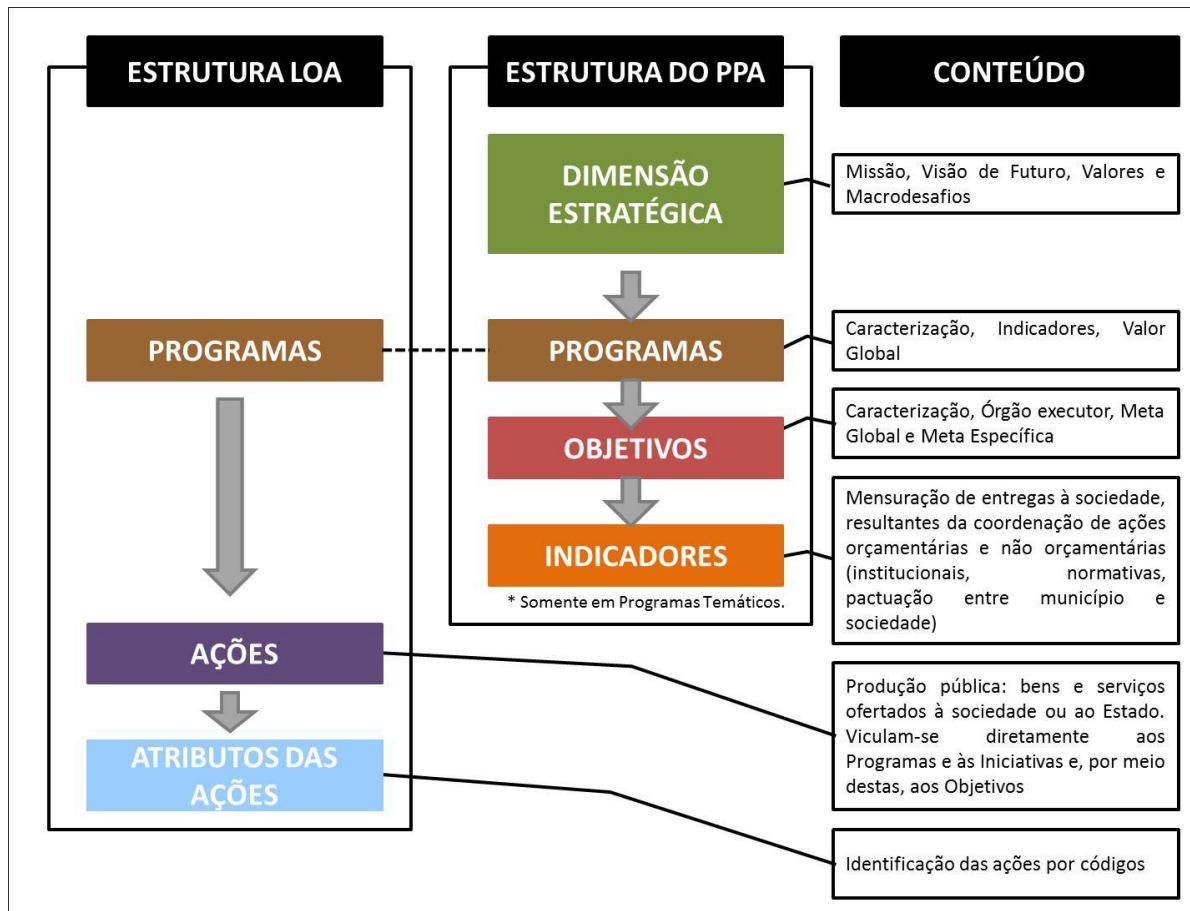 ESTRUTURA LOA
ESTRUTURA DO PPA
CONTEÚDO
DIMENSÃO
ESTRATÉGICA
Missão, Visão de Futuro, Valores e
Macrodesafios
PROGRAMAS
PROGRAMAS
Caracterização, Indicadores, Valor
Global
OBJETIVOS
Caracterização, Órgão executor, Meta
Global e Meta Específica
INDICADORES
* Somente em Programas Temáticos.
Mensuração de entregas à sociedade,
resultantes da coordenação de ações
orçamentárias e não orçamentárias
(institucionais, normativas,
pactuação entre município e
sociedade)
AÇÕES
Produção pública: bens e serviços
ofertados à sociedade ou ao Estado.
Viculam-se diretamente aos
Programas e às Iniciativas e, por meio
destas, aos Objetivos
ATRIBUTOS DAS
AÇÕES
Identificação das ações por códigos